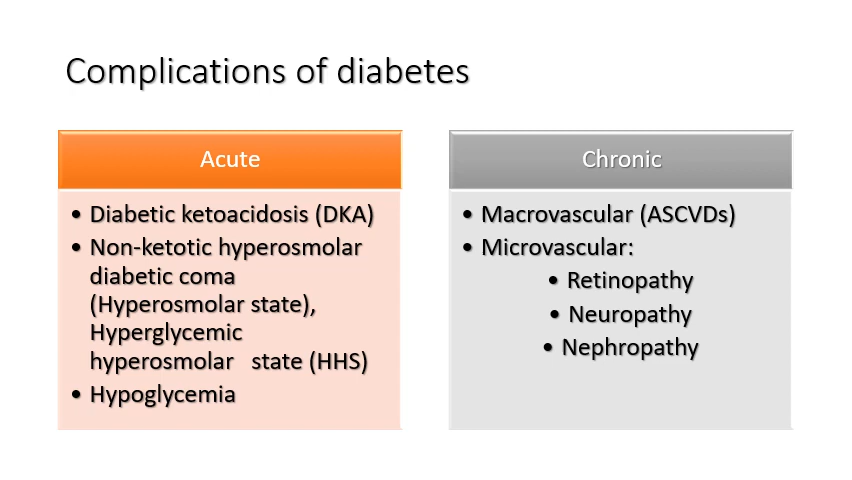 Complications of diabetes
Acute
• Diabetic ketoacidosis (DKA)
• Non-ketotic hyperosmolar
diabetic coma
(Hyperosmolar state),
Hyperglycemic
hyperosmolar state (HHS)
• Hypoglycemia
Chronic
• Macrovascular (ASCVDs)
• Microvascular:
• Retinopathy
• Neuropathy
• Nephropathy